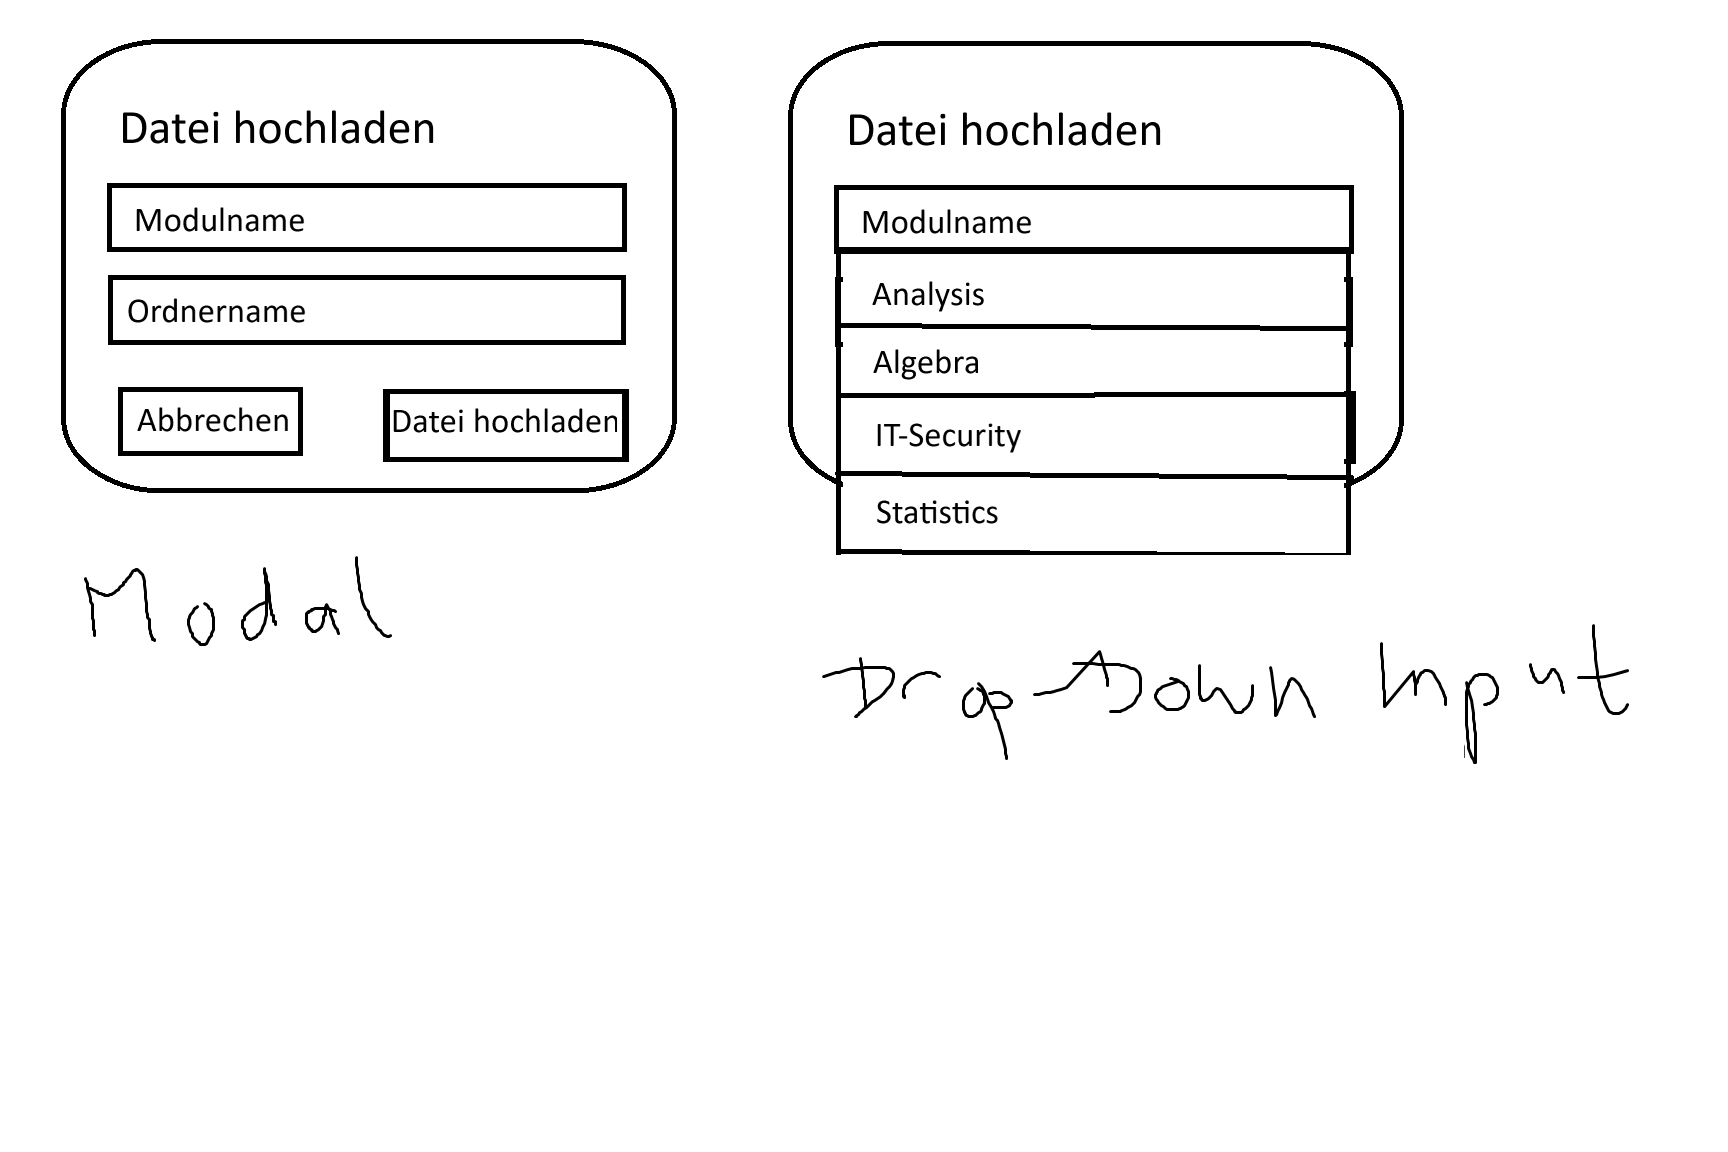 Datei hochladen
Modulname
Ordnername
Abbrechen
Datei hochladen
Modal
Datei hochladen
Modulname
Analysis
Algebra
IT-Security
Statistics
Drop-Down Input